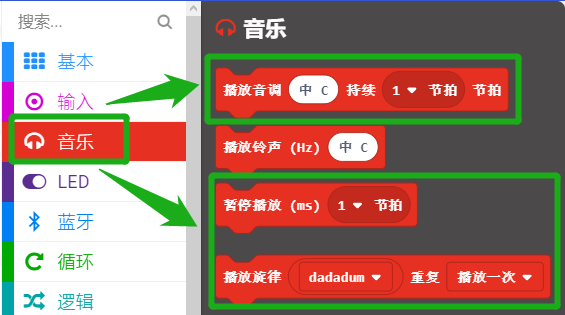 搜索...
基本
输入
音乐
LED
蓝牙
循环
逻辑
音乐
播放音调 中 C 持续 1 节拍 节拍
播放铃声 (Hz) 中 C
暂停播放 (ms) 1 节拍
播放旋律 dadadum 重复 播放一次